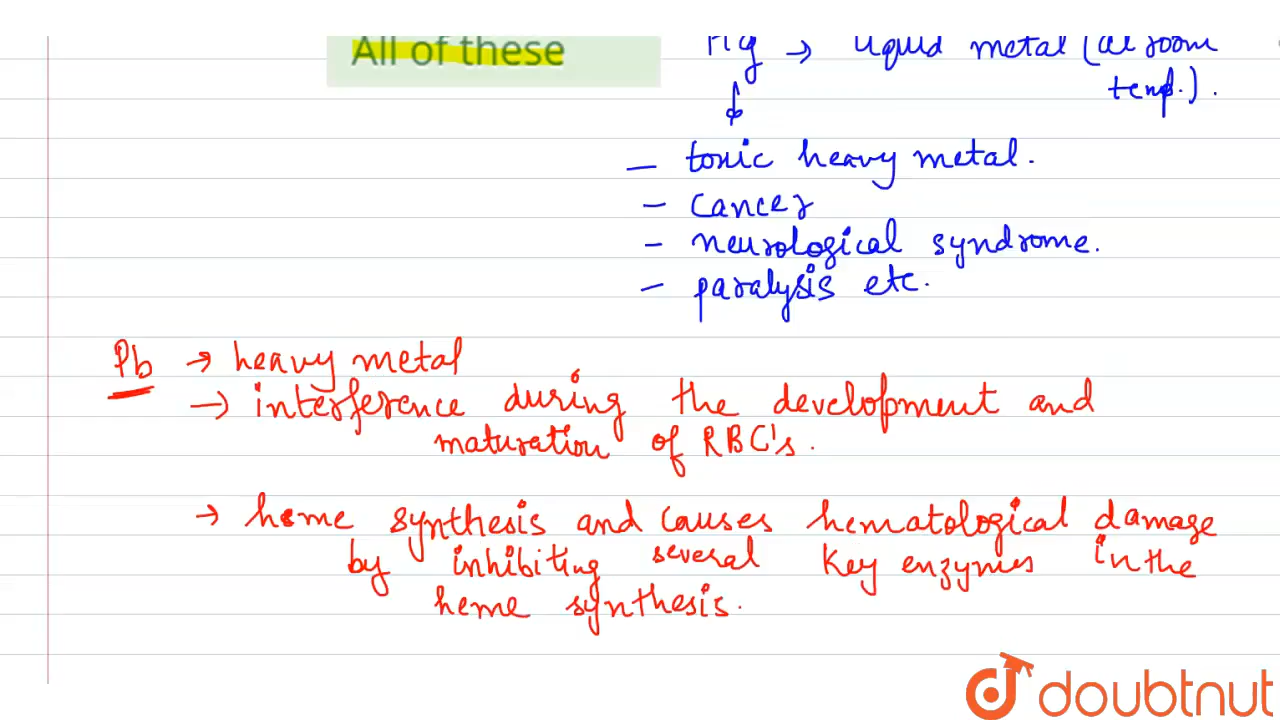 All of these
Hg → liquid metal (at room
temp.).
— toxic heavy metal.
– Cancer
– neurological syndrome.
– paralysis etc.
Pb → heavy metal
→ interference during the development and
maturation of RBC's.
→ heme synthesis and causes hematological damage
by inhibiting several key enzymes in the
heme synthesis.
doubtnut